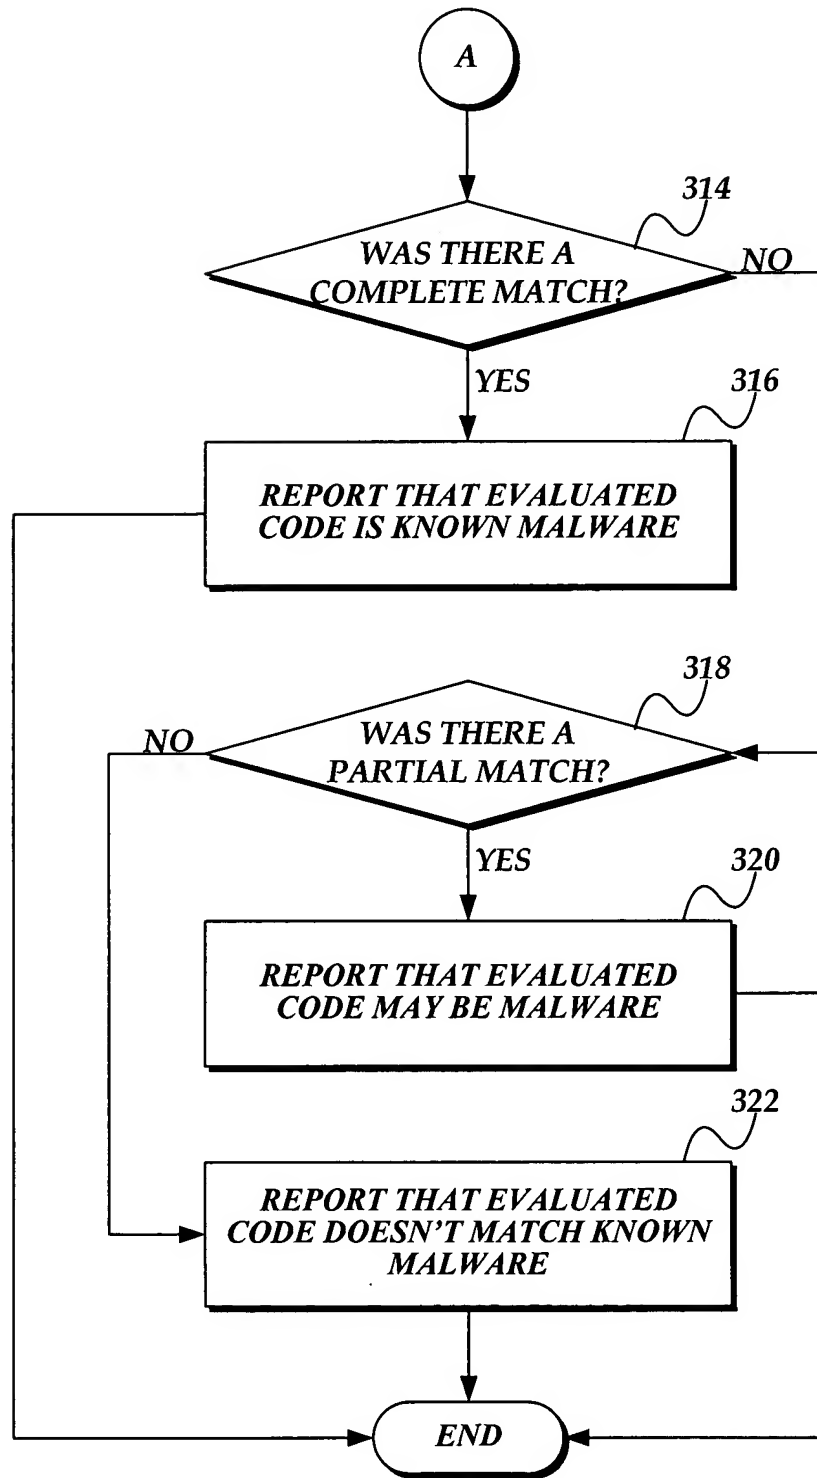 A
314
WAS THERE A
COMPLETE MATCH?
NO
YES
316
REPORT THAT EVALUATED
CODE IS KNOWN MALWARE
318
NO
WAS THERE A
PARTIAL MATCH?
YES
320
REPORT THAT EVALUATED
CODE MAY BE MALWARE
322
REPORT THAT EVALUATED
CODE DOESN'T MATCH KNOWN
MALWARE
END